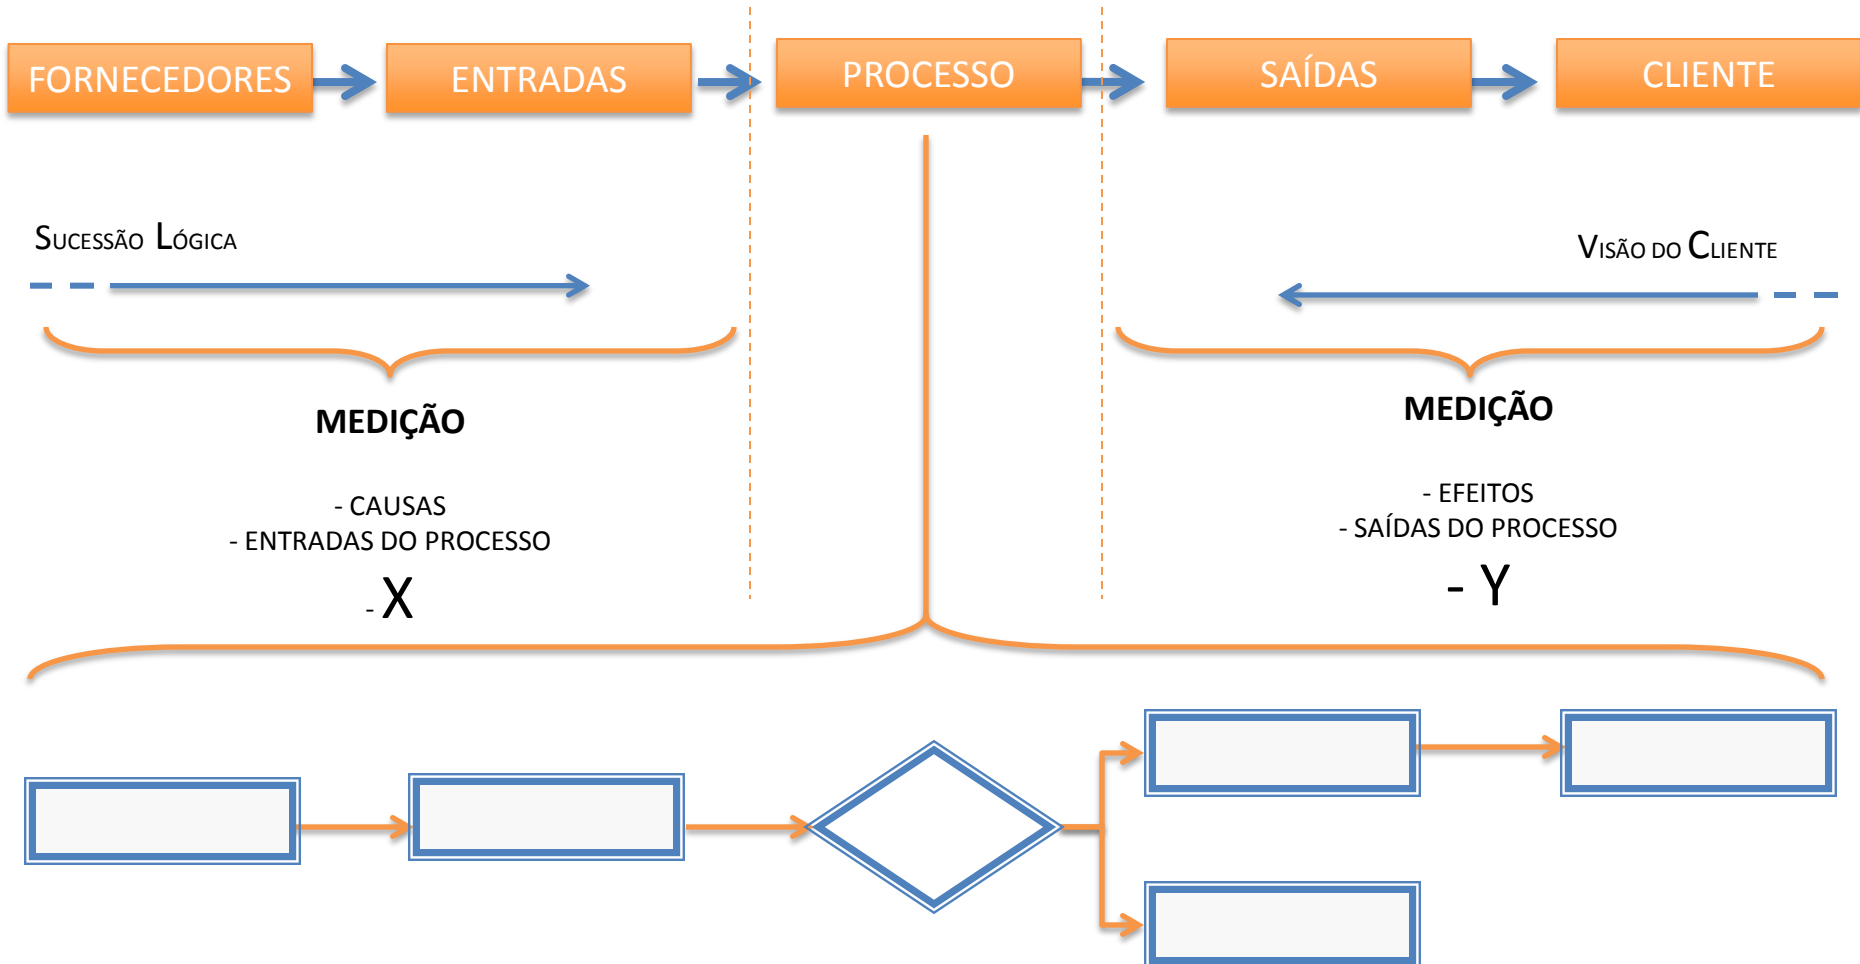 FORNECEDORES
ENTRADAS
PROCESSO
SAÍDAS
CLIENTE
SUCESSÃO LÓGICA
VISÃO DO CLIENTE
MEDIÇÃO
- CAUSAS
- ENTRADAS DO PROCESSO
- X
MEDIÇÃO
- EFEITOS
- SAÍDAS DO PROCESSO
- Y